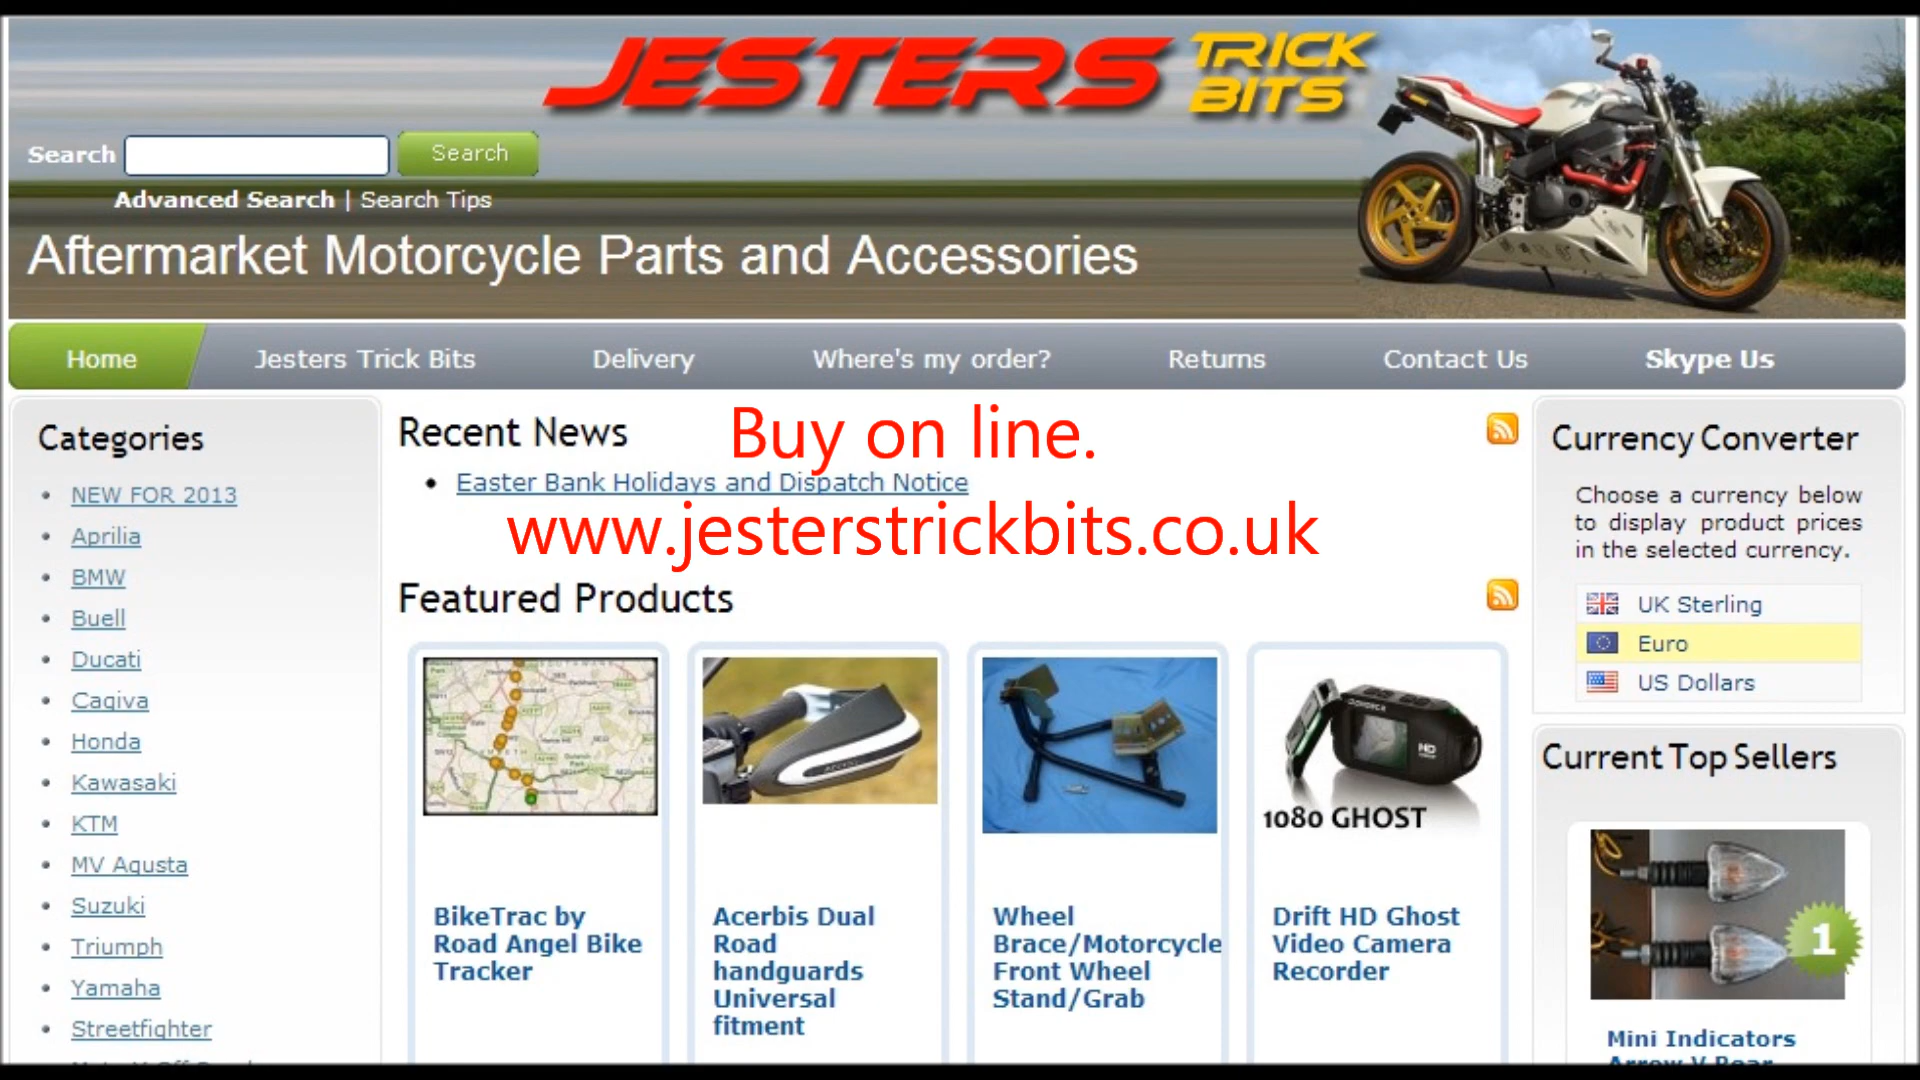 JESTERS TRICK BITS
Search
Search
Advanced Search | Search Tips
Aftermarket Motorcycle Parts and Accessories
Home
Jesters Trick Bits
Delivery
Where's my order?
Returns
Contact Us
Skype Us
Categories
NEW FOR 2013
Aprilia
BMW
Buell
Ducati
Cagiva
Honda
Kawasaki
KTM
MV Agusta
Suzuki
Triumph
Yamaha
Streetfighter
Recent News
Buy on line.
Easter Bank Holidays and Dispatch Notice
www.jesterstrickbits.co.uk
Featured Products
BikeTrac by
Road Angel Bike
Tracker
Acerbis Dual
Road
handguards
Universal
fitment
Wheel
Brace/Motorcycle
Front Wheel
Stand/Grab
HD
1080 GHOST
Drift HD Ghost
Video Camera
Recorder
Currency Converter
Choose a currency below
to display product prices
in the selected currency.
UK Sterling
Euro
US Dollars
Current Top Sellers
1
Mini Indicators
Arrow V Rear